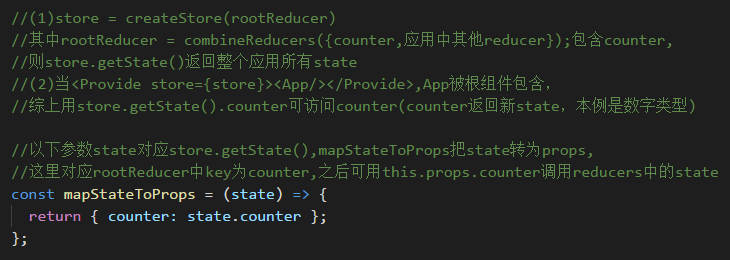 //(1)store = createStore(rootReducer)
//其中rootReducer = combineReducers({counter,应用中其他reducer});包含counter,
//则store.getState()返回整个应用所有state
//(2)当<Provide store={store}><App/></Provide>,App被根组件包含,
//综上用store.getState().counter可访问counter(counter返回新state，本例是数字类型)
//以下参数state对应store.getState(),mapStateToProps把state转为props,
//这里对应rootReducer中key为counter,之后可用this.props.counter调用reducers中的state
const mapStateToProps = (state) => {
  return { counter: state.counter };
};